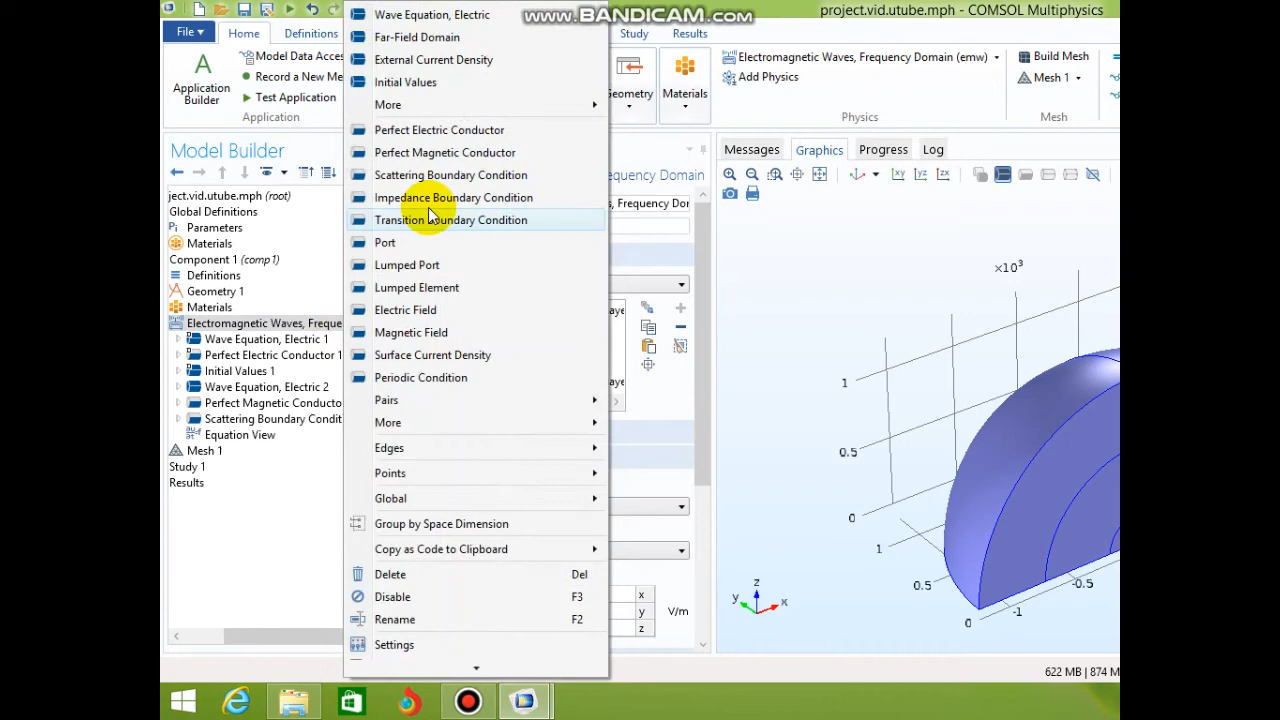 www.BANDICAM.com
project.vid.utube.mph - COMSOL Multiphysics
File
Home
Definitions
Study
Results
A
Application
Builder
Model Data Acces
Record a New Me
Test Application
Application
Geometry
Materials
Electromagnetic Waves, Frequency Domain (emw)
Add Physics
Physics
Build Mesh
Mesh 1
Mesh
Model Builder
ject.vid.utube.mph (root)
Global Definitions
Pi Parameters
Materials
Component 1 (comp1)
Definitions
Geometry 1
Materials
Electromagnetic Waves, Freque
Wave Equation, Electric 1
Perfect Electric Conductor 1
Initial Values 1
Wave Equation, Electric 2
Perfect Magnetic Conducto
Scattering Boundary Condit
Equation View
Mesh 1
Study 1
Results
Wave Equation, Electric
Far-Field Domain
External Current Density
Initial Values
More
Perfect Electric Conductor
Perfect Magnetic Conductor
Scattering Boundary Condition
Impedance Boundary Condition
Transition Boundary Condition
Port
Lumped Port
Lumped Element
Electric Field
Magnetic Field
Surface Current Density
Periodic Condition
Pairs
More
Edges
Points
Global
Group by Space Dimension
Copy as Code to Clipboard
Delete Del
Disable F3
Rename F2
Settings
equency Domain
s, Frequency Dom
aye
aye
x
y
z
V/m
Messages
Graphics
Progress
Log
xy
yz
xz
×10³
1
0.5
0
1
0.5
0
-1
-0.5
z
y
x
622 MB | 874 M